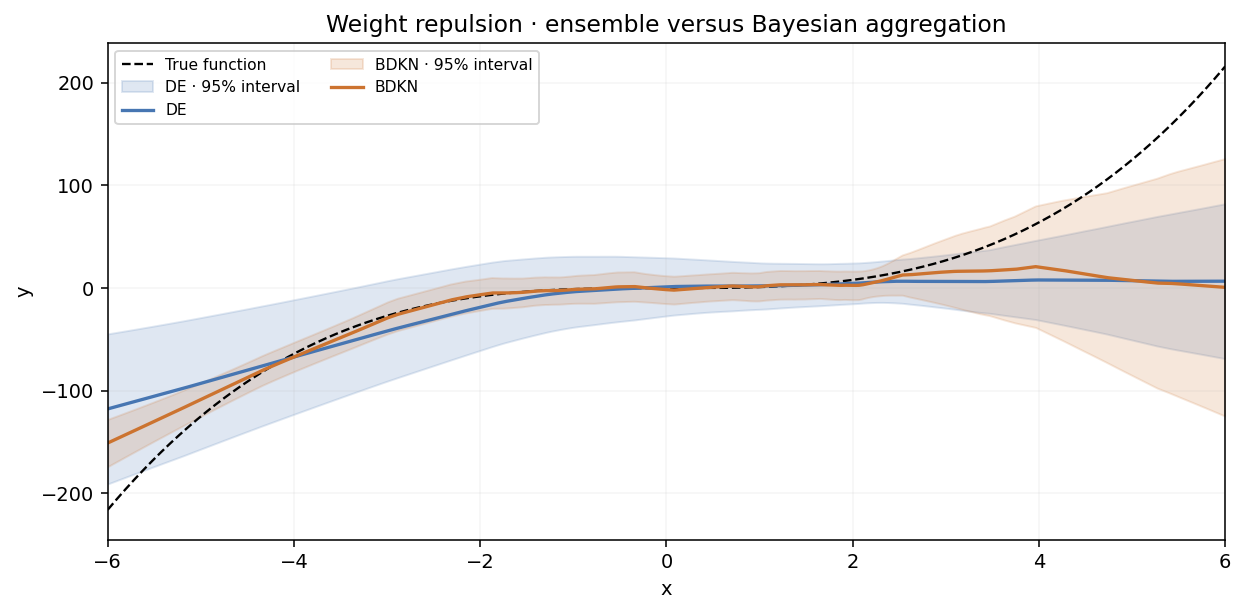 Weight repulsion · ensemble versus Bayesian aggregation
True function
DE · 95% interval
DE
BDKN · 95% interval
BDKN
y
200
100
0
−100
−200
−6
−4
−2
0
2
4
6
x